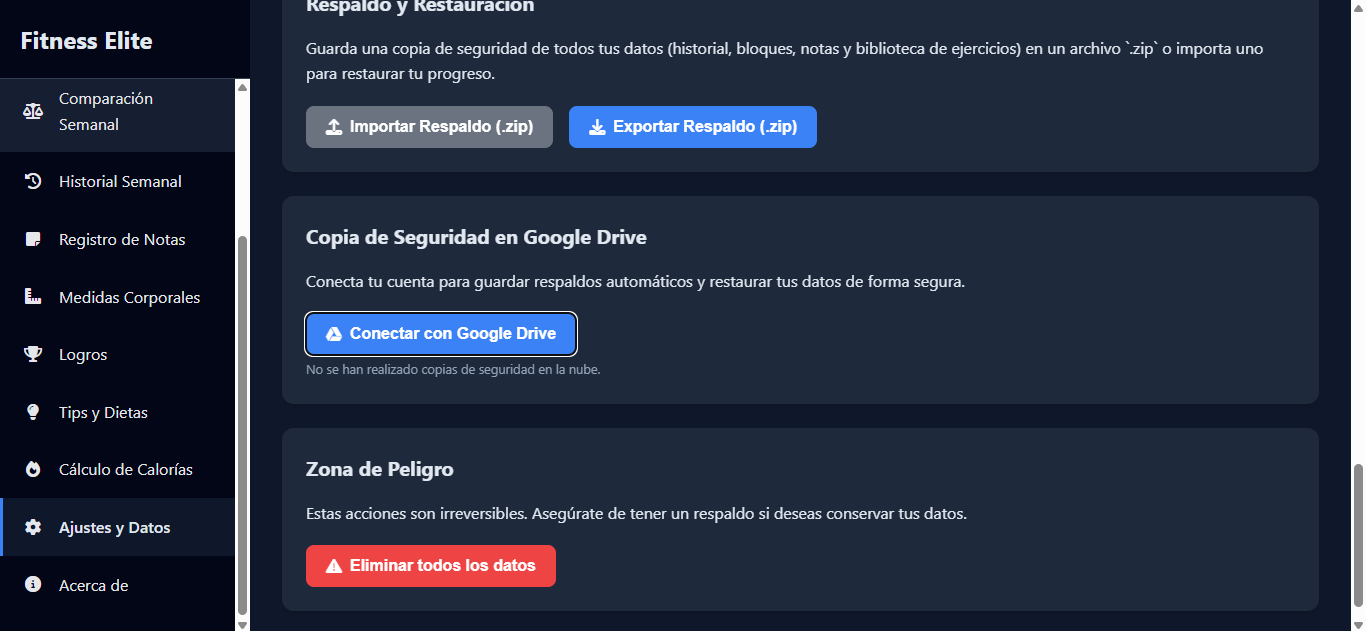 Fitness Elite
Comparación
Semanal
Historial Semanal
Registro de Notas
Medidas Corporales
Logros
Tips y Dietas
Cálculo de Calorías
Ajustes y Datos
Acerca de
Respaldo y Restauración
Guarda una copia de seguridad de todos tus datos (historial, bloques, notas y biblioteca de ejercicios) en un archivo `.zip` o importa uno
para restaurar tu progreso.
Importar Respaldo (.zip)
Exportar Respaldo (.zip)
Copia de Seguridad en Google Drive
Conecta tu cuenta para guardar respaldos automáticos y restaurar tus datos de forma segura.
Conectar con Google Drive
No se han realizado copias de seguridad en la nube.
Zona de Peligro
Estas acciones son irreversibles. Asegúrate de tener un respaldo si deseas conservar tus datos.
Eliminar todos los datos